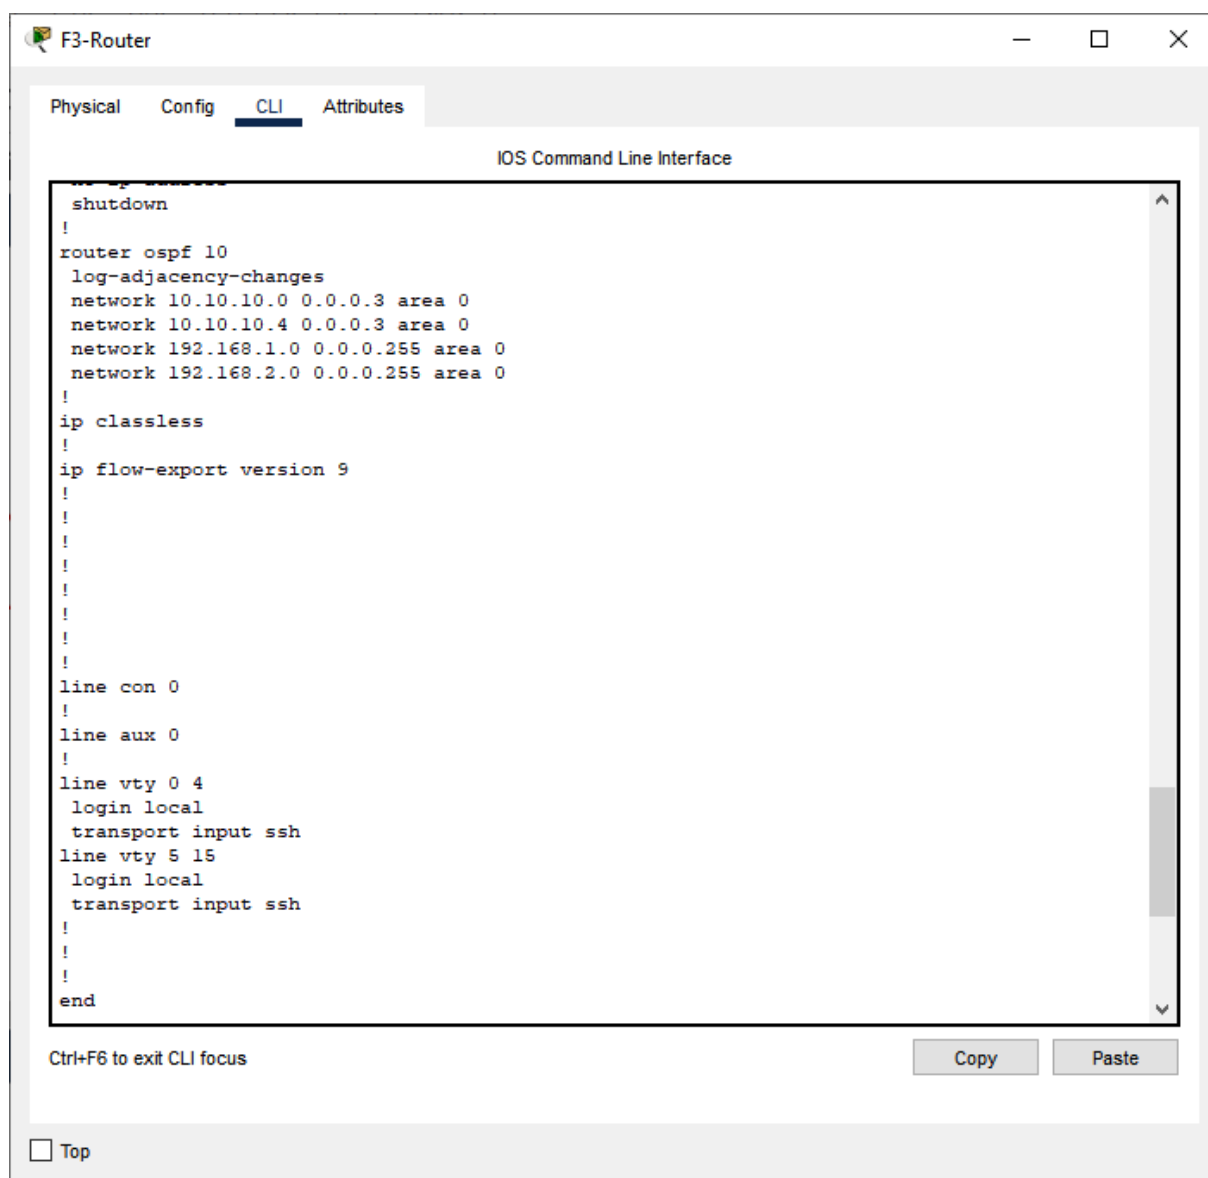 F3-Router
Physical Config CLI Attributes
IOS Command Line Interface
shutdown
!
router ospf 10
log-adjacency-changes
network 10.10.10.0 0.0.0.3 area 0
network 10.10.10.4 0.0.0.3 area 0
network 192.168.1.0 0.0.0.255 area 0
network 192.168.2.0 0.0.0.255 area 0
!
ip classless
!
ip flow-export version 9
!
!
!
!
!
!
!
!
line con 0
!
line aux 0
!
line vty 0 4
login local
transport input ssh
line vty 5 15
login local
transport input ssh
!
!
!
end
Ctrl+F6 to exit CLI focus
Copy Paste
Top